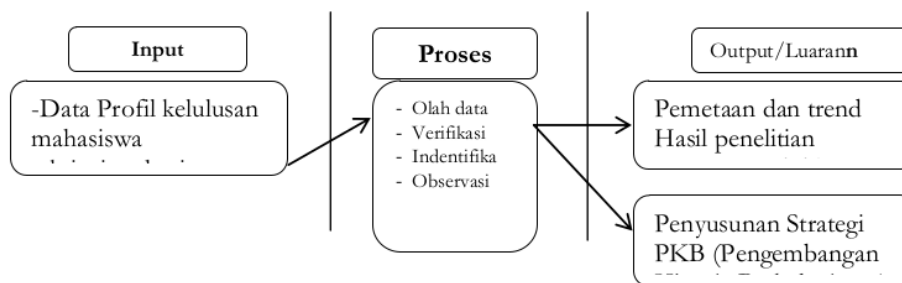 Input
-Data Profil kelulusan
mahasiswa
Proses
- Olah data
- Verifikasi
- Indentifika
- Observasi
Output/Luarann
Pemetaan dan trend
Hasil penelitian
Penyusunan Strategi
PKB (Pengembangan